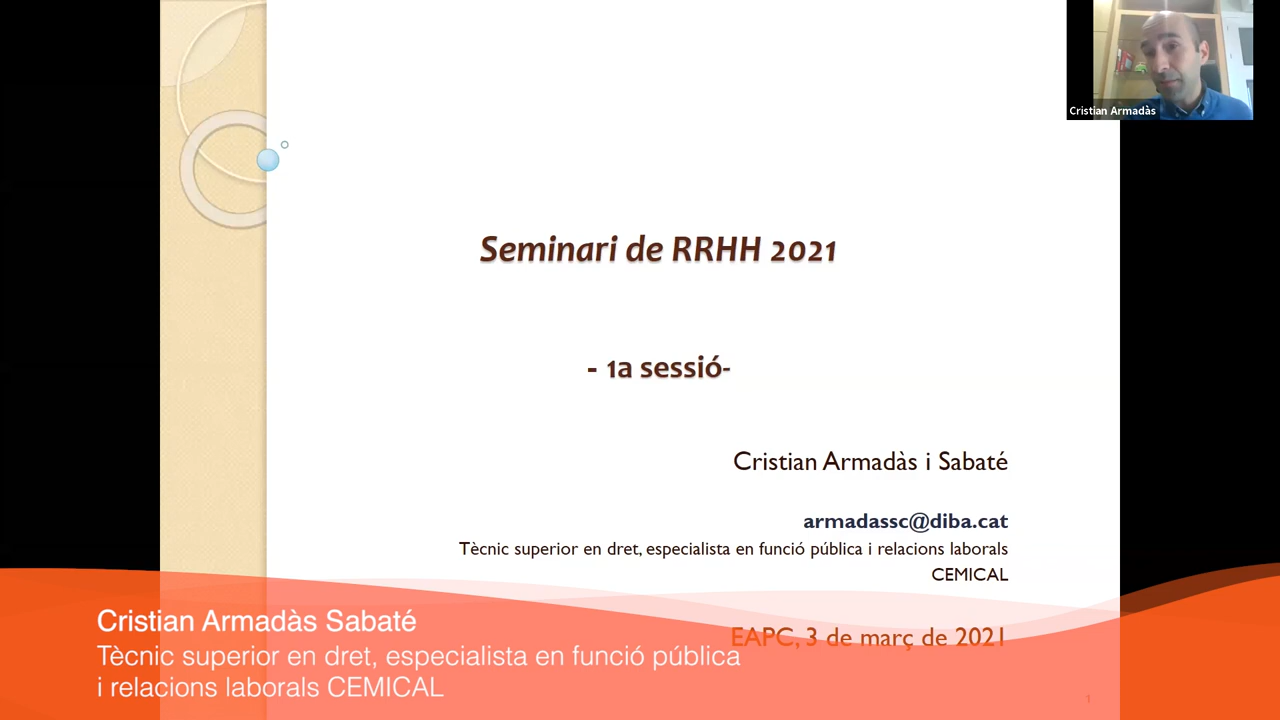 Cristian Armadàs
Seminari de RRHH 2021
- 1a sessió-
Cristian Armadàs i Sabaté
armadassc@diba.cat
Tècnic superior en dret, especialista en funció pública i relacions laborals
CEMICAL
EAPC, 3 de març de 2021
Cristian Armadàs Sabaté
Tècnic superior en dret, especialista en funció pública
i relacions laborals CEMICAL
1